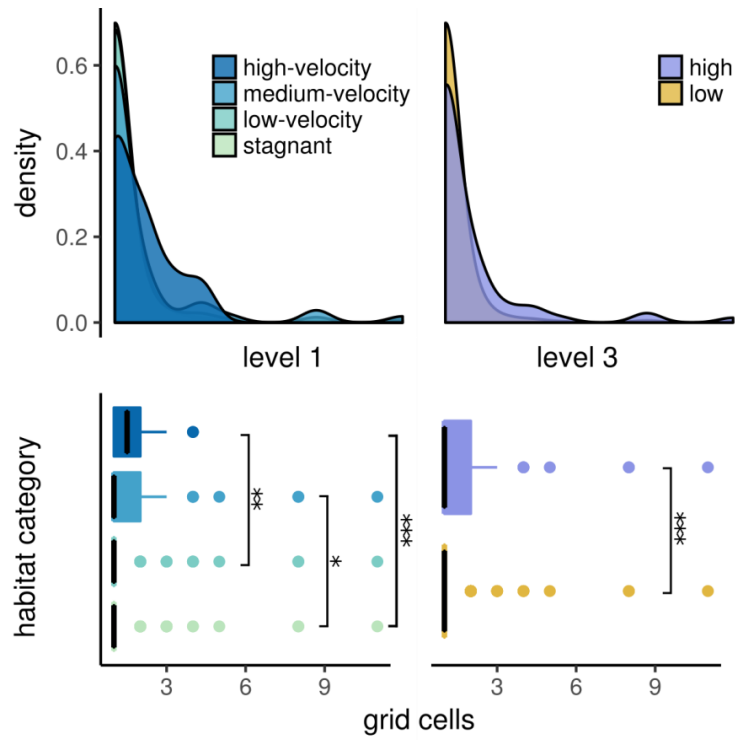 high-velocity
medium-velocity
low-velocity
stagnant
high
low
density
0.6
0.4
0.2
0.0
level 1
level 3
habitat category
**
*
***
***
3 6 9
3 6 9
grid cells